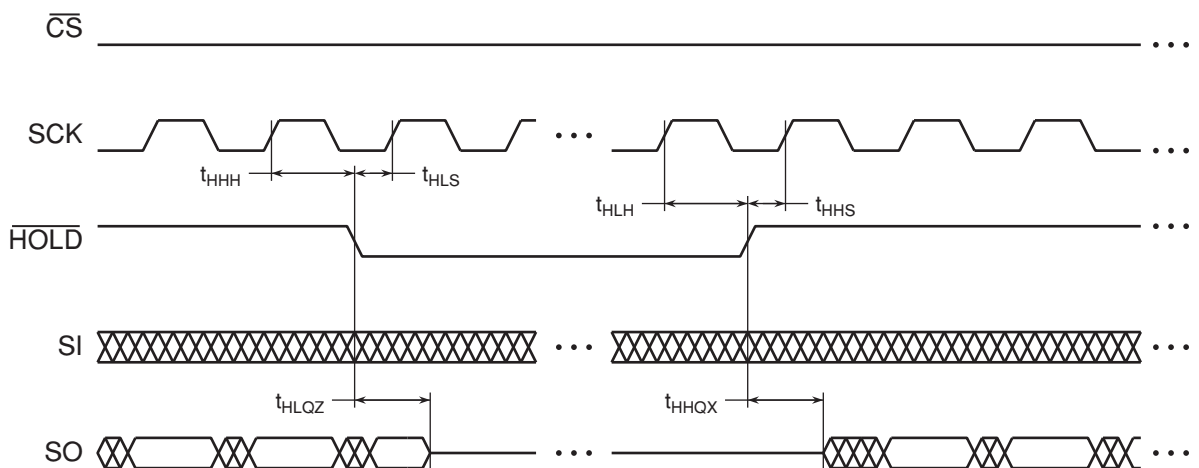 CS
SCK
tHHH
tHLS
tHLH
tHHS
HOLD
SI
tHLQZ
tHHQX
SO